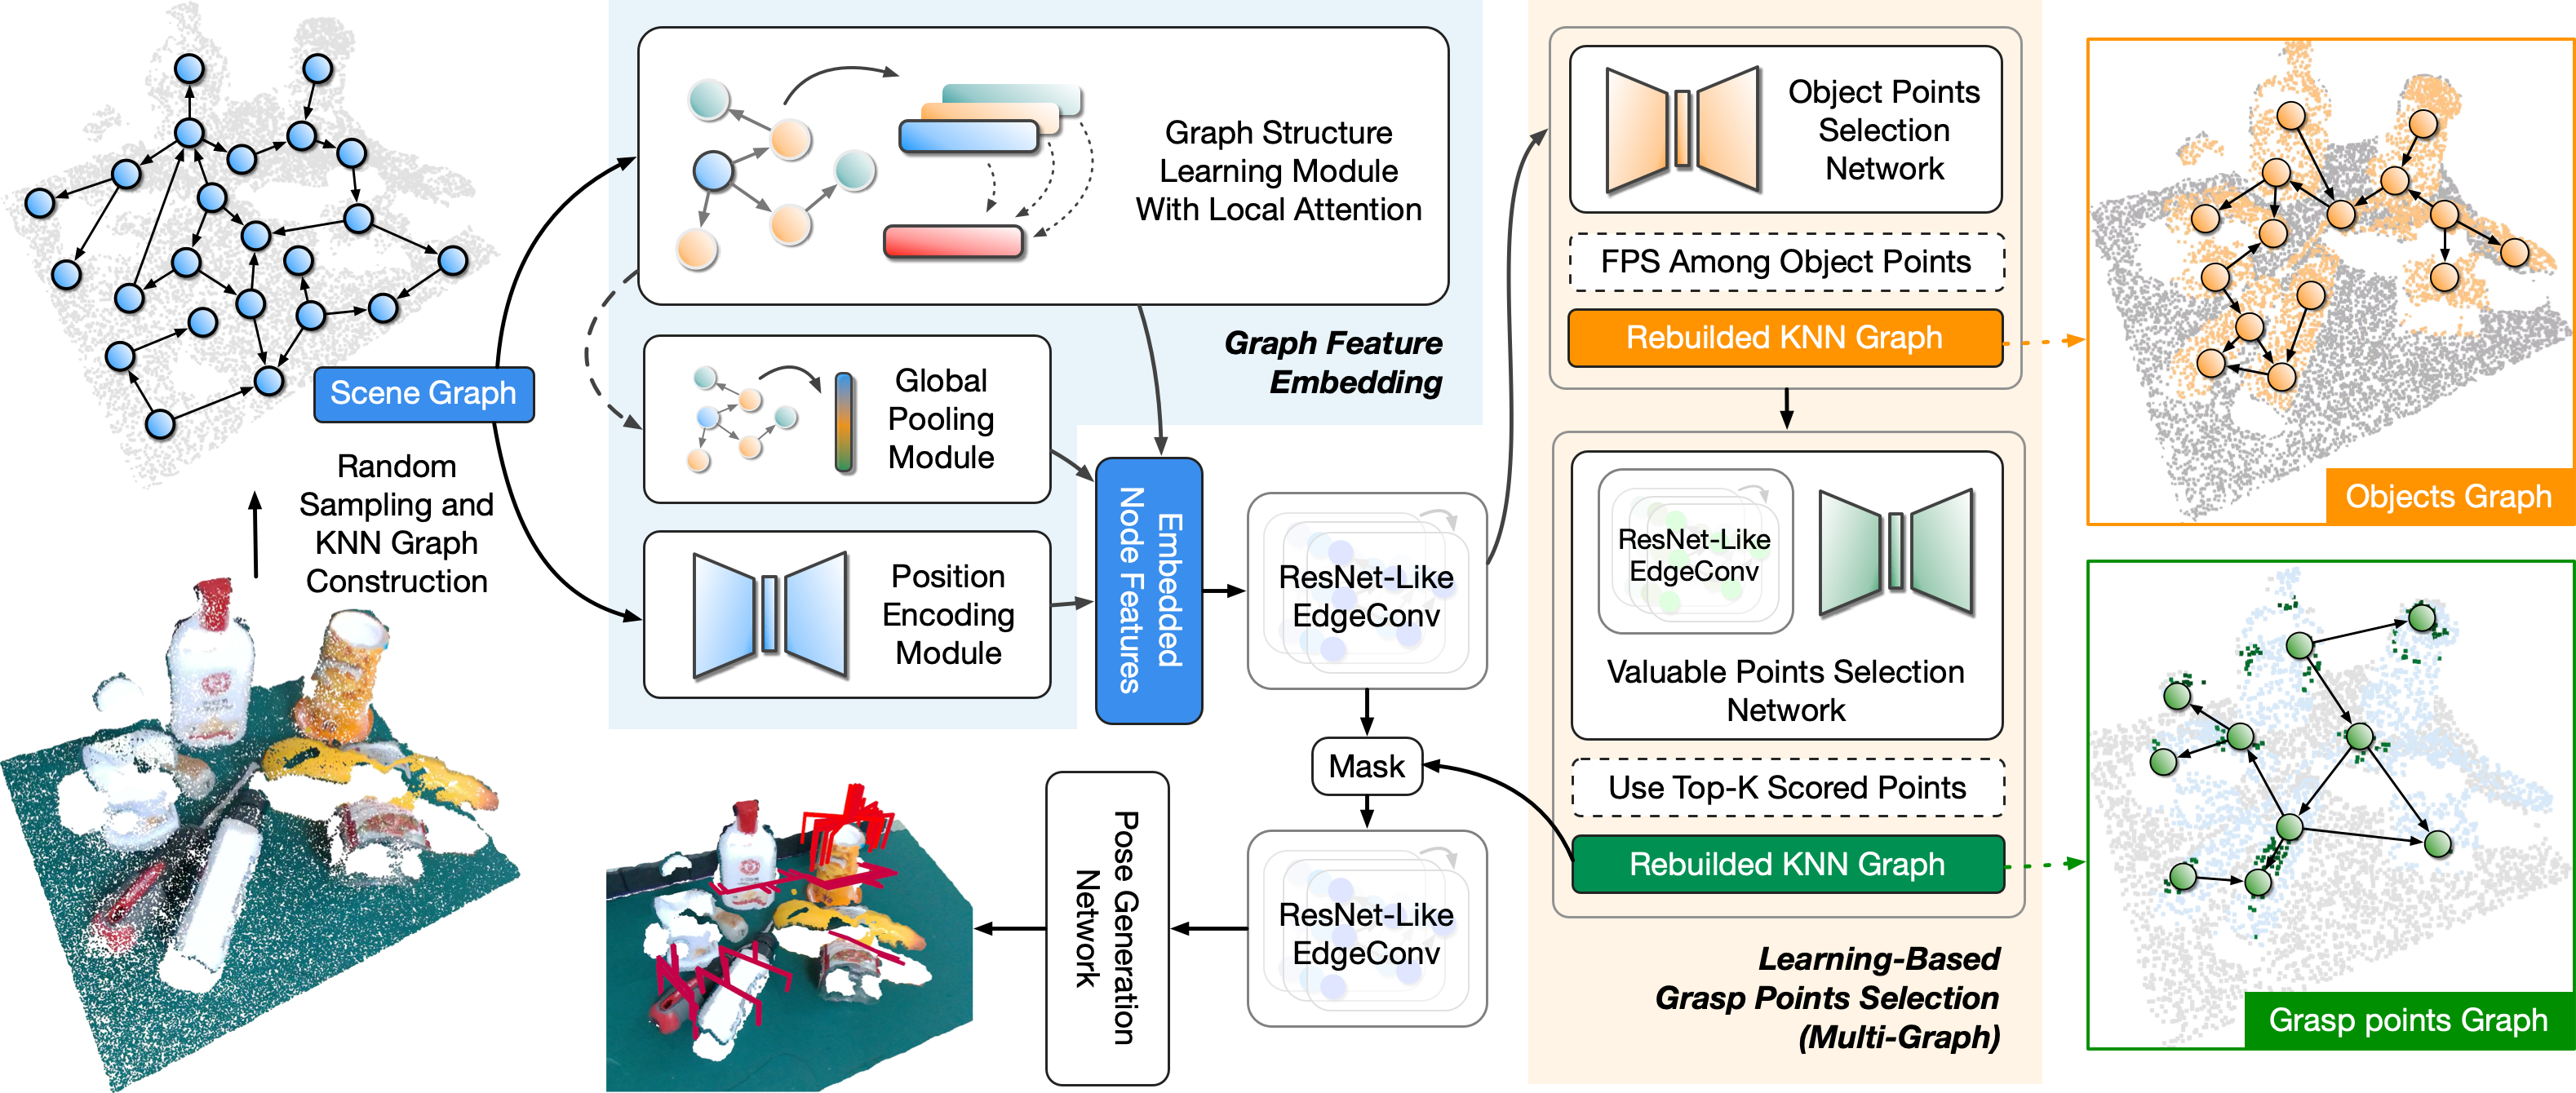 Scene Graph
Random
Sampling and
KNN Graph
Construction
Graph Structure
Learning Module
With Local Attention
Graph Feature
Embedding
Global
Pooling
Module
Position
Encoding
Module
Embedded
Node Features
ResNet-Like
EdgeConv
Mask
ResNet-Like
EdgeConv
Pose Generation
Network
Object Points
Selection
Network
FPS Among Object Points
Rebuilded KNN Graph
ResNet-Like
EdgeConv
Valuable Points Selection
Network
Use Top-K Scored Points
Rebuilded KNN Graph
Learning-Based
Grasp Points Selection
(Multi-Graph)
Objects Graph
Grasp points Graph